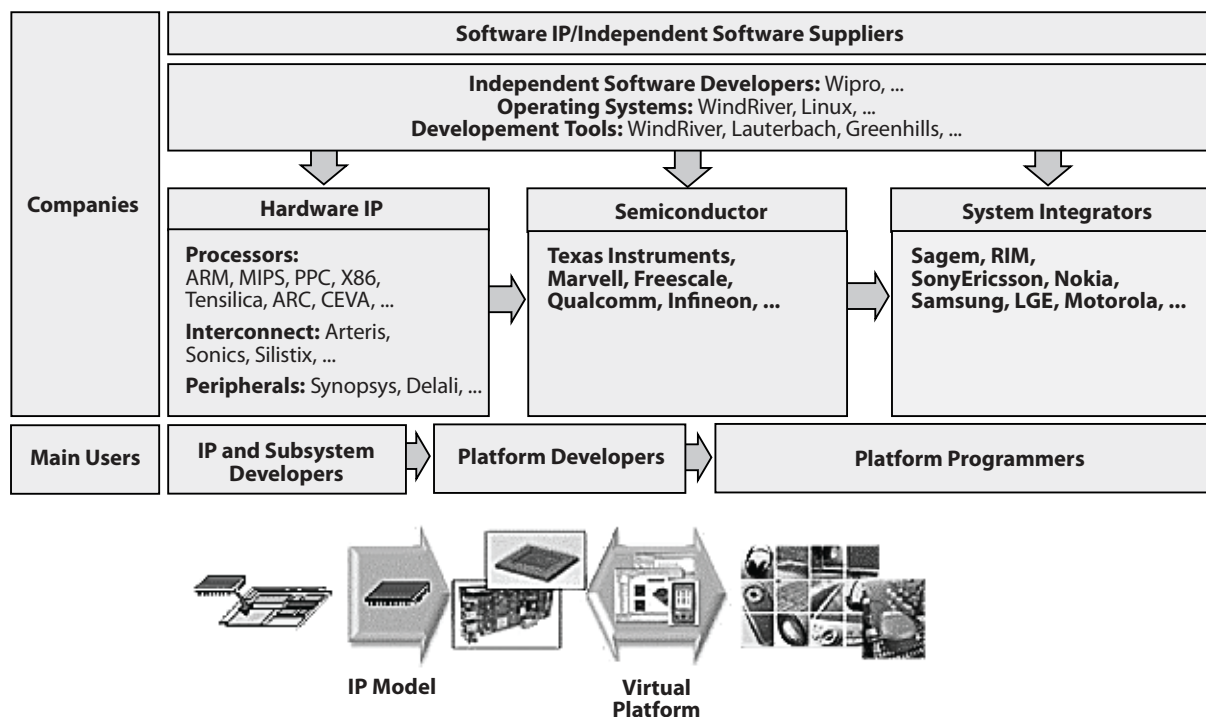 Software IP/Independent Software Suppliers
Independent Software Developers: Wipro, ...
Operating Systems: WindRiver, Linux, ...
Developement Tools: WindRiver, Lauterbach, Greenhills, ...
Companies
Hardware IP
Processors:
ARM, MIPS, PPC, X86,
Tensilica, ARC, CEVA, ...
Interconnect: Arteris,
Sonics, Silistix, ...
Peripherals: Synopsys, Delali, ...
Semiconductor
Texas Instruments,
Marvell, Freescale,
Qualcomm, Infineon, ...
System Integrators
Sagem, RIM,
SonyEricsson, Nokia,
Samsung, LGE, Motorola, ...
Main Users
IP and Subsystem
Developers
Platform Developers
Platform Programmers
IP Model
Virtual
Platform